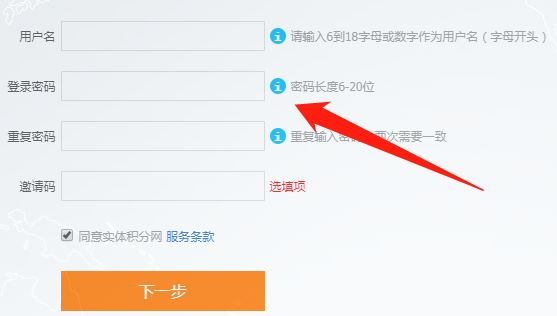 用户名 请输入6到18字母或数字作为用户名（字母开头）
登录密码 密码长度6-20位
重复密码 重复输入密 两次需要一致
邀请码 选填项
同意实体积分网 服务条款
下一步